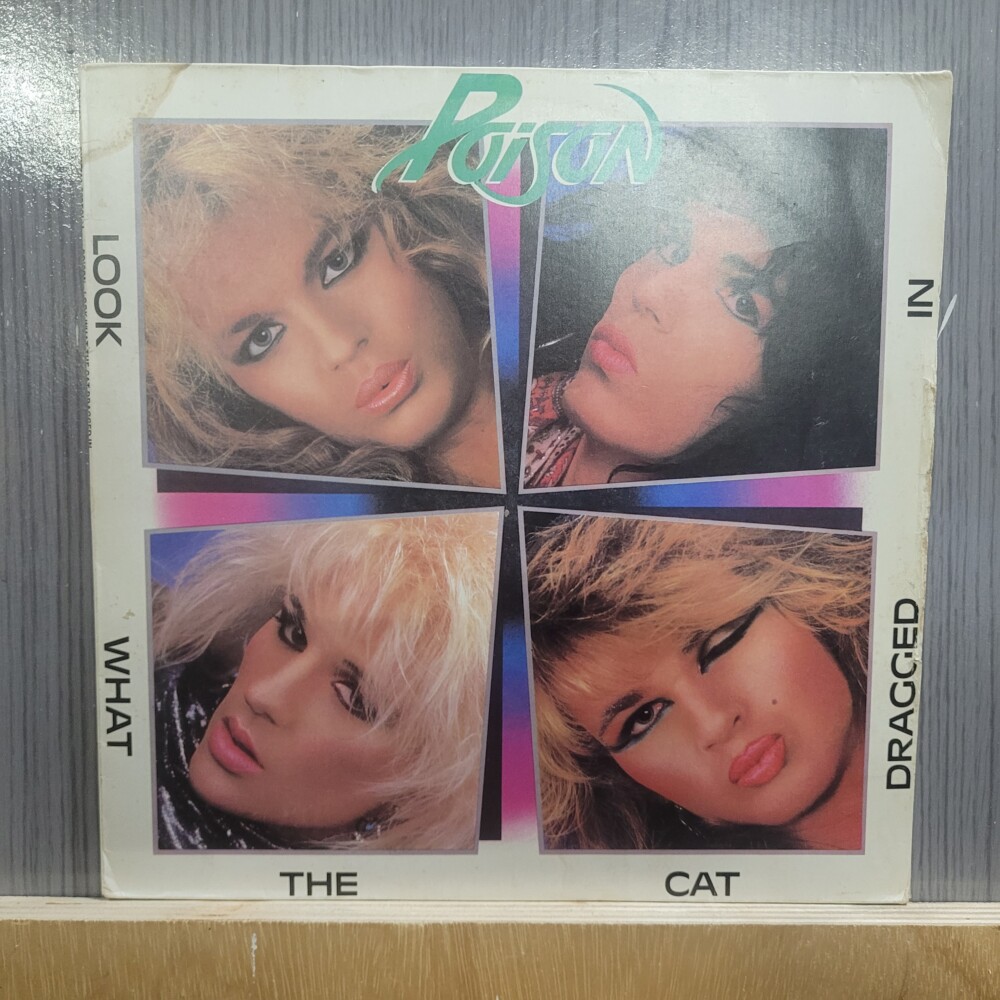 Poison
LOOK
WHAT
THE
CAT
DRAGGED
IN